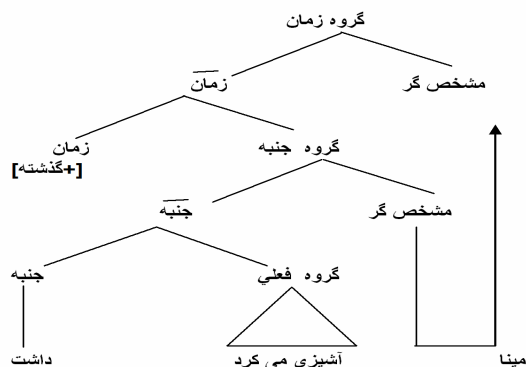 گروه زمان
مشخص گر
زمان
گروه جنبه
زمان
[+گذشته]
مشخص گر
جنبه
گروه فعلي
جنبه
مینا
آشپزی می کرد
داشت